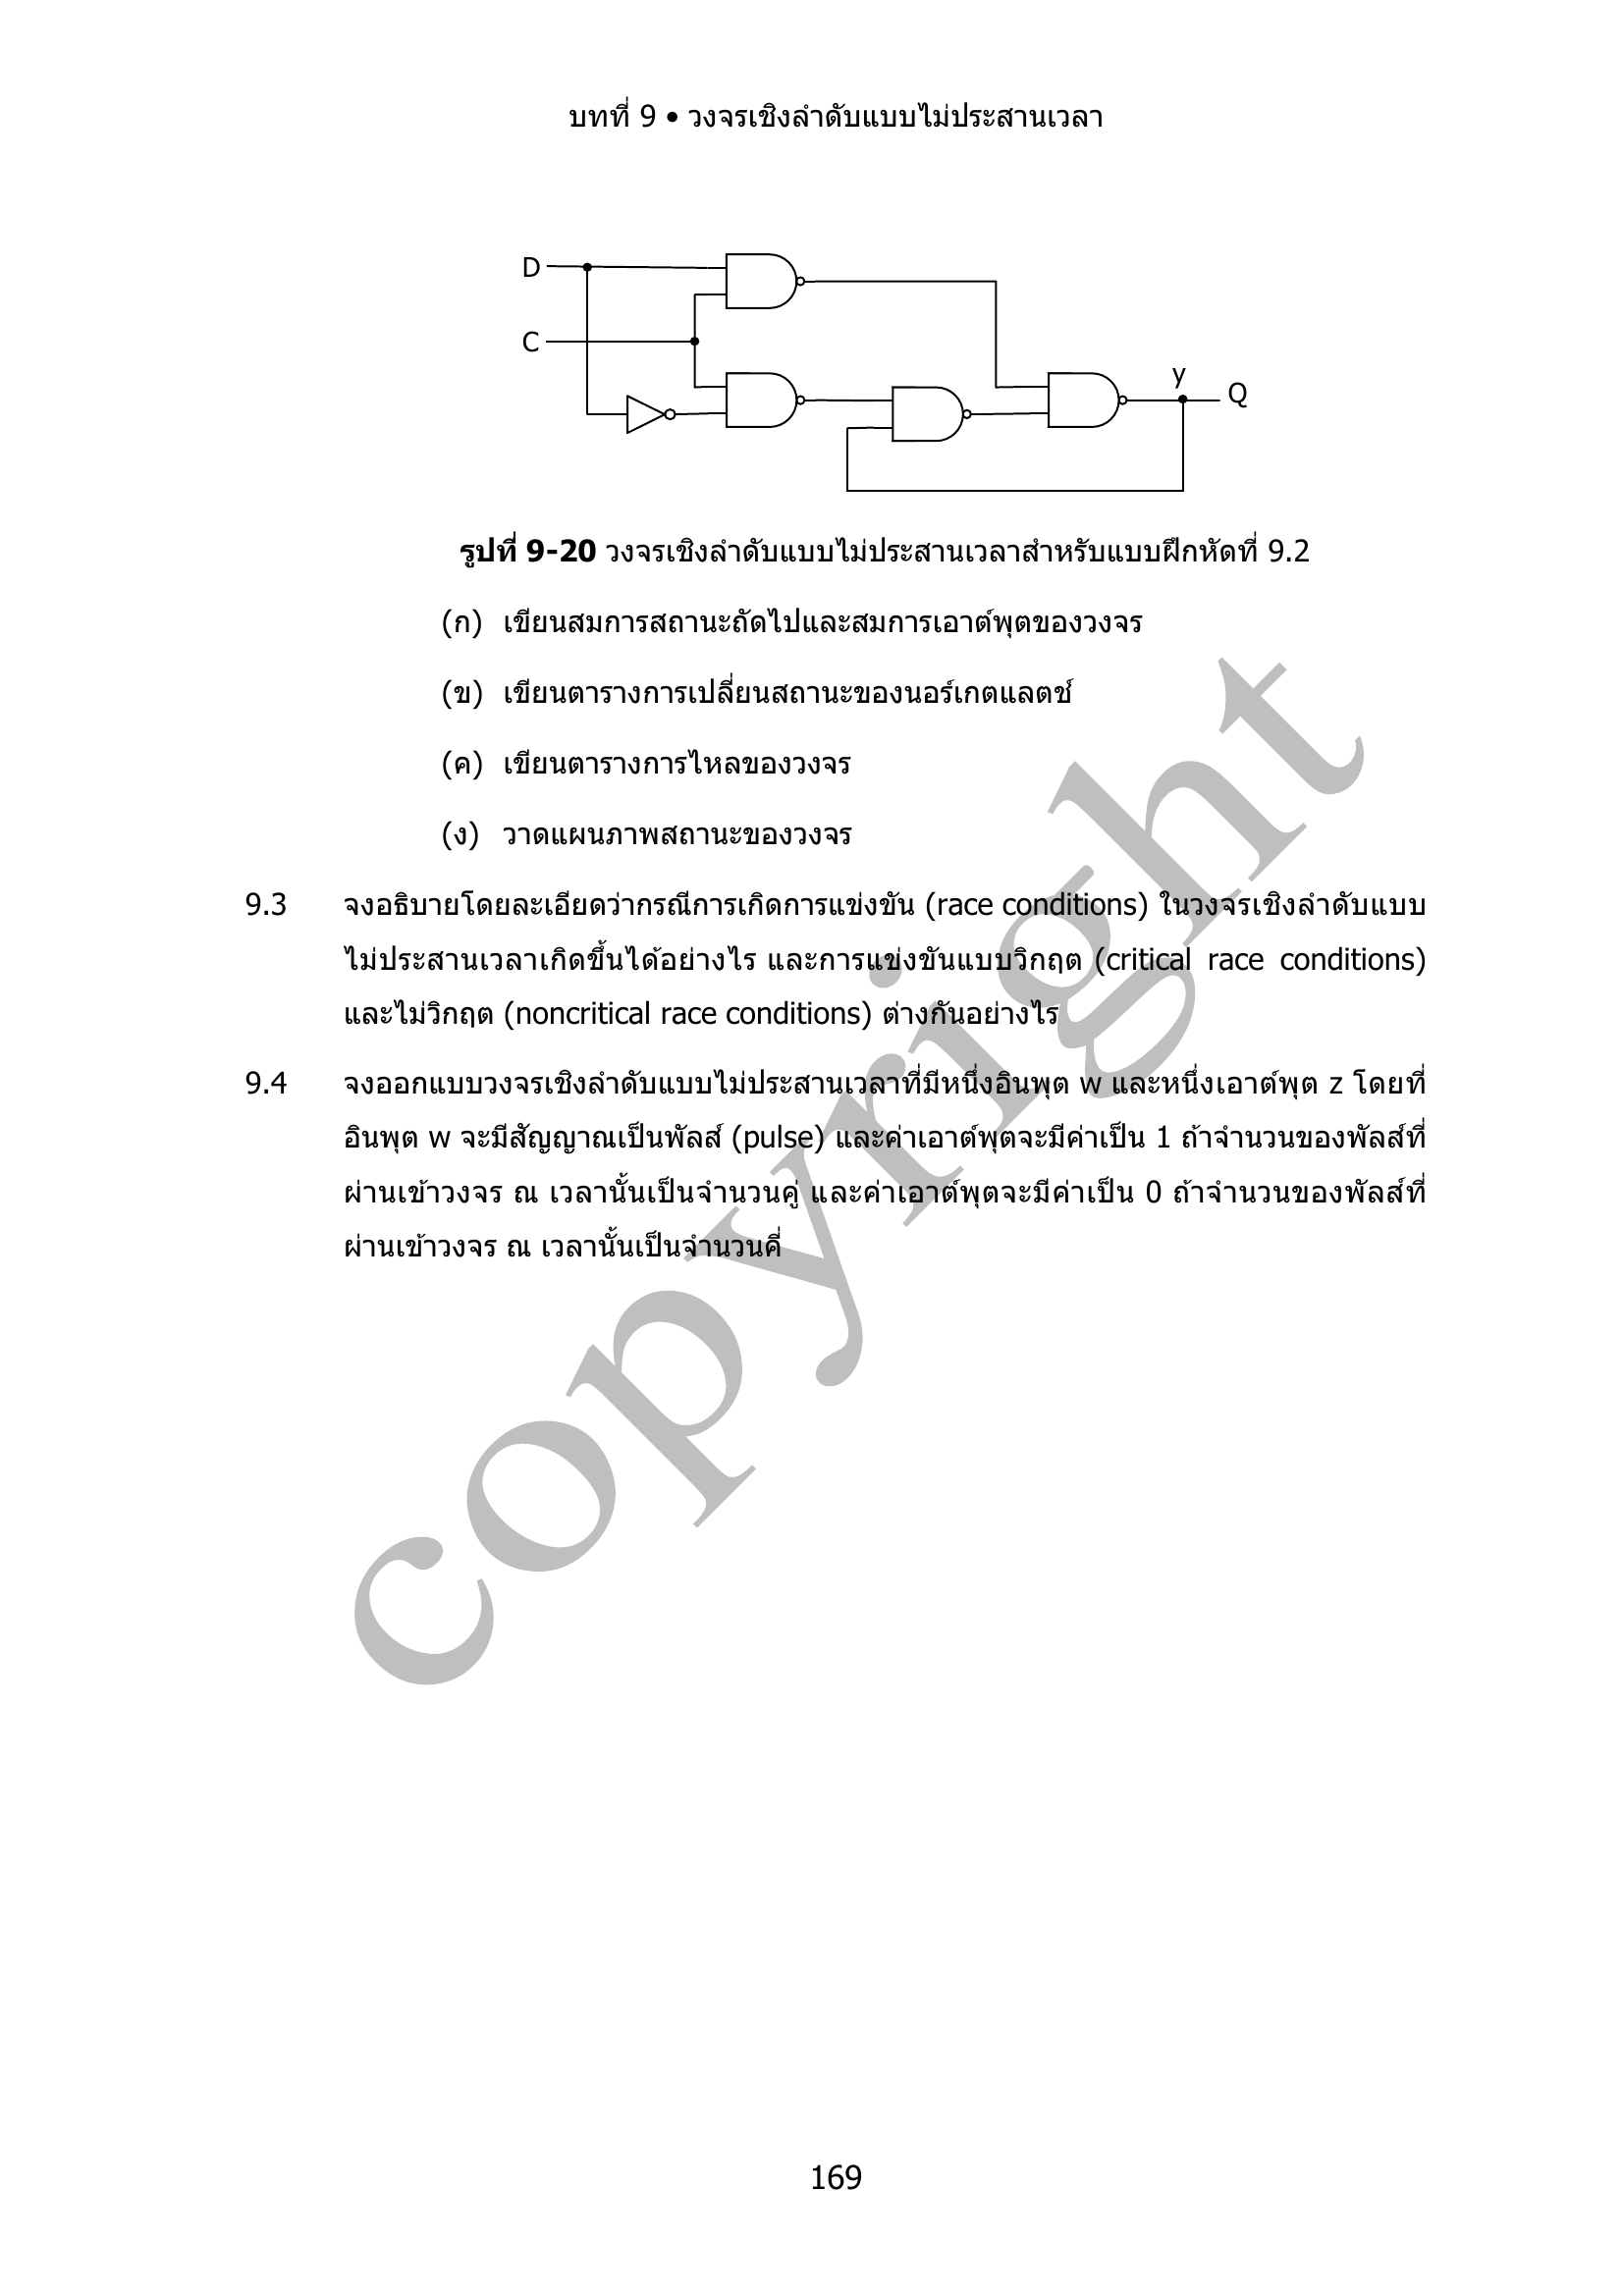 บทที่ 9 • วงจรเชิงลำดับแบบไม่ประสานเวลา
D
C
y
Q
รูปที่ 9-20 วงจรเชิงลำดับแบบไม่ประสานเวลาสำหรับแบบฝึกหัดที่ 9.2
(ก) เขียนสมการสถานะถัดไปและสมการเอาต์พุตของวงจร
(ข) เขียนตารางการเปลี่ยนสถานะของนอร์เกตแลตช์
(ค) เขียนตารางการไหลของวงจร
(ง) วาดแผนภาพสถานะของวงจร
9.3 จงอธิบายโดยละเอียดว่ากรณีการเกิดการแข่งขัน (race conditions) ในวงจรเชิงลำดับแบบ
ไม่ประสานเวลาเกิดขึ้นได้อย่างไร และการแข่งขันแบบวิกฤต (critical race conditions)
และไม่วิกฤต (noncritical race conditions) ต่างกันอย่างไร
9.4 จงออกแบบวงจรเชิงลำดับแบบไม่ประสานเวลาที่มีหนึ่งอินพุต w และหนึ่งเอาต์พุต z โดยที่
อินพุต w จะมีสัญญาณเป็นพัลส์ (pulse) และค่าเอาต์พุตจะมีค่าเป็น 1 ถ้าจำนวนของพัลส์ที่
ผ่านเข้าวงจร ณ เวลานั้นเป็นจำนวนคู่ และค่าเอาต์พุตจะมีค่าเป็น 0 ถ้าจำนวนของพัลส์ที่
ผ่านเข้าวงจร ณ เวลานั้นเป็นจำนวนคี่
copyright
169